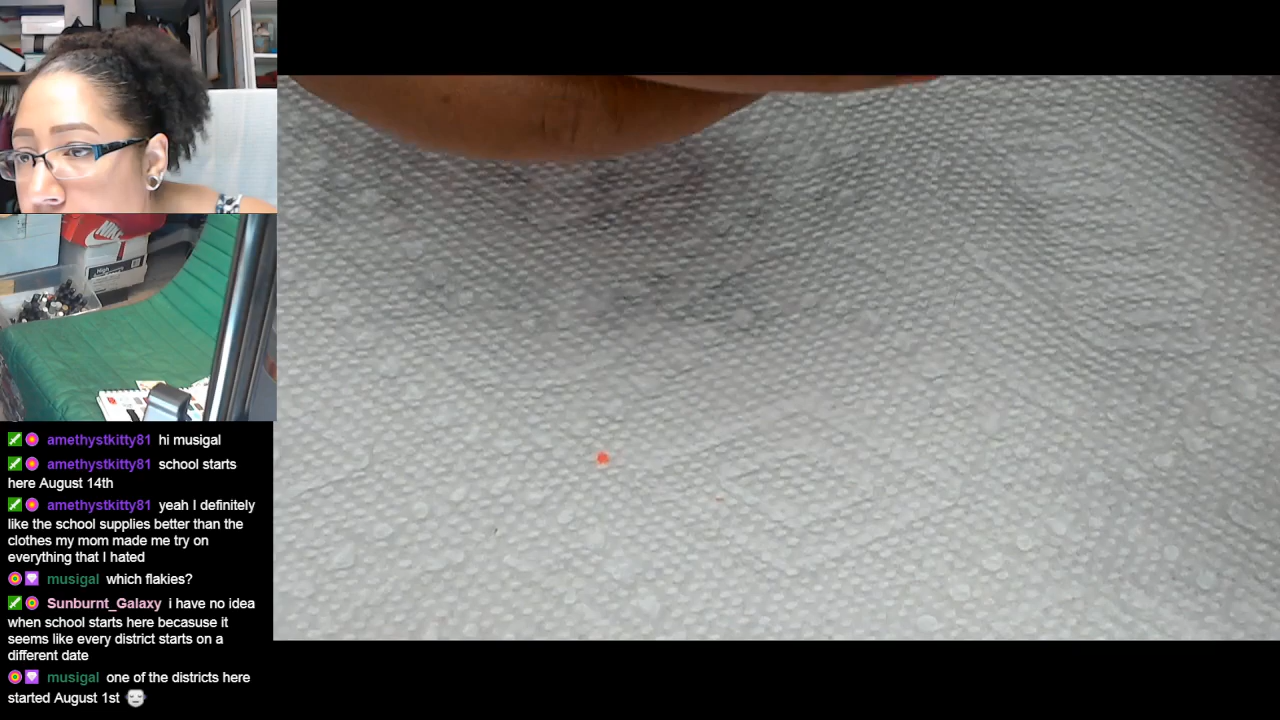 amethystkitty81 hi musigal
amethystkitty81 school starts
here August 14th
amethystkitty81 yeah I definitely
like the school supplies better than the
clothes my mom made me try on
everything that I hated
musigal which flakies?
Sunburnt_Galaxy i have no idea
when school starts here becasuse it
seems like every district starts on a
different date
musigal one of the districts here
started August 1st